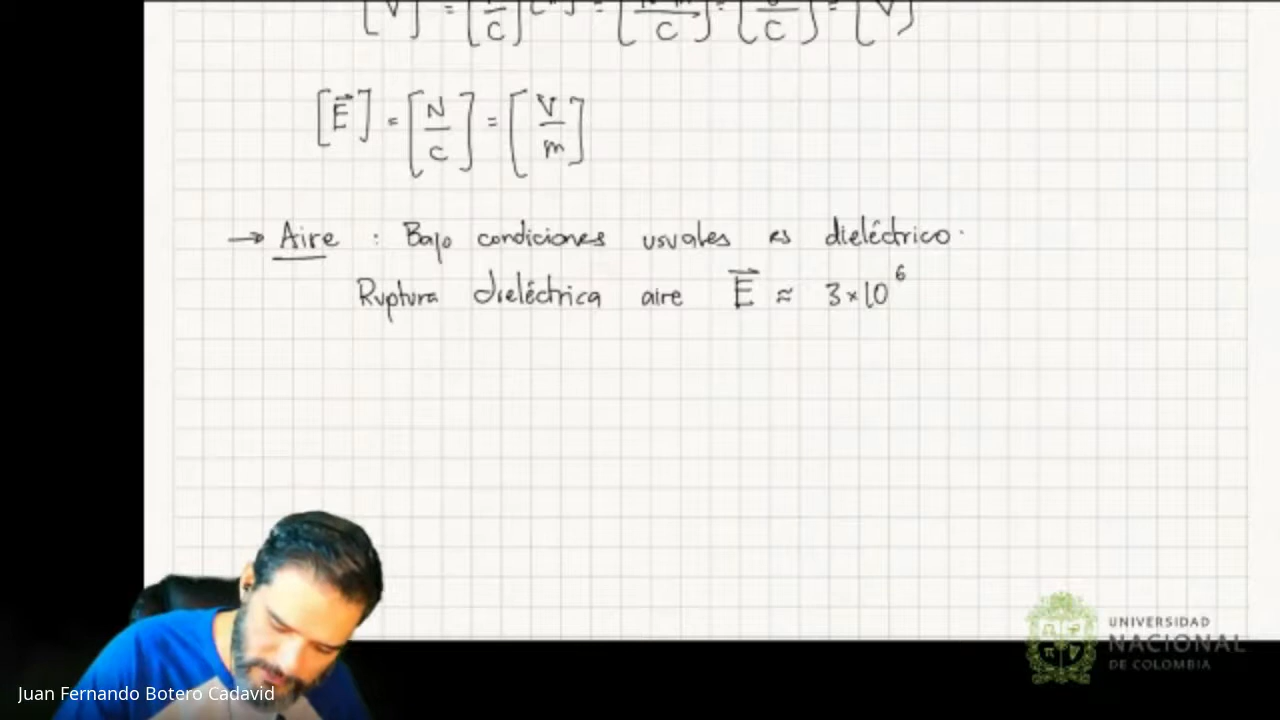 [V] = [ /C][ ] = [N·m/C] = [J/C] = [V]
[E⃗] = [N/C] = [V/m]
→ Aire : Bajo condiciones usuales es dieléctrico.
Ruptura dieléctrica aire E⃗ ≈ 3×10⁶
UNIVERSIDAD
NACIONAL
DE COLOMBIA
Juan Fernando Botero Cadavid